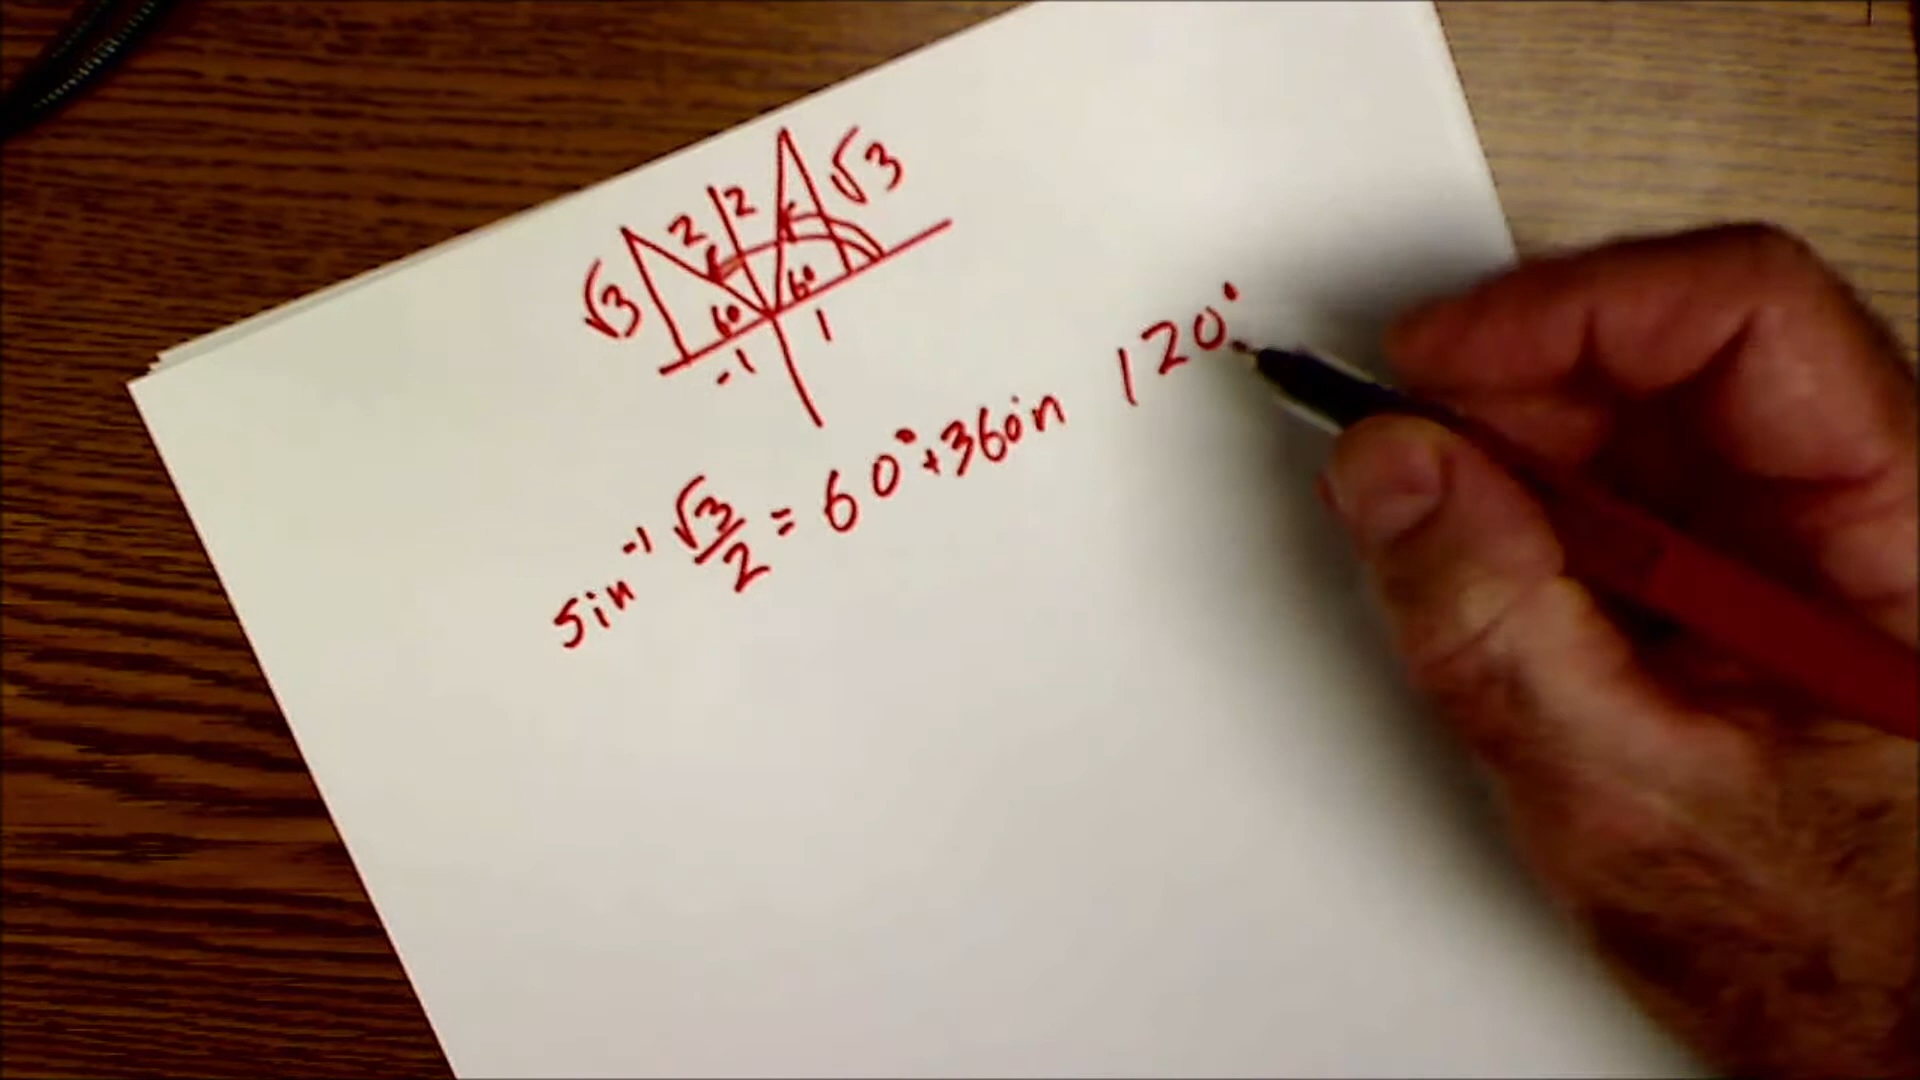 √3 2 2 √3
60 60
-1 1
sin⁻¹ √3/2 = 60°+360n 120°